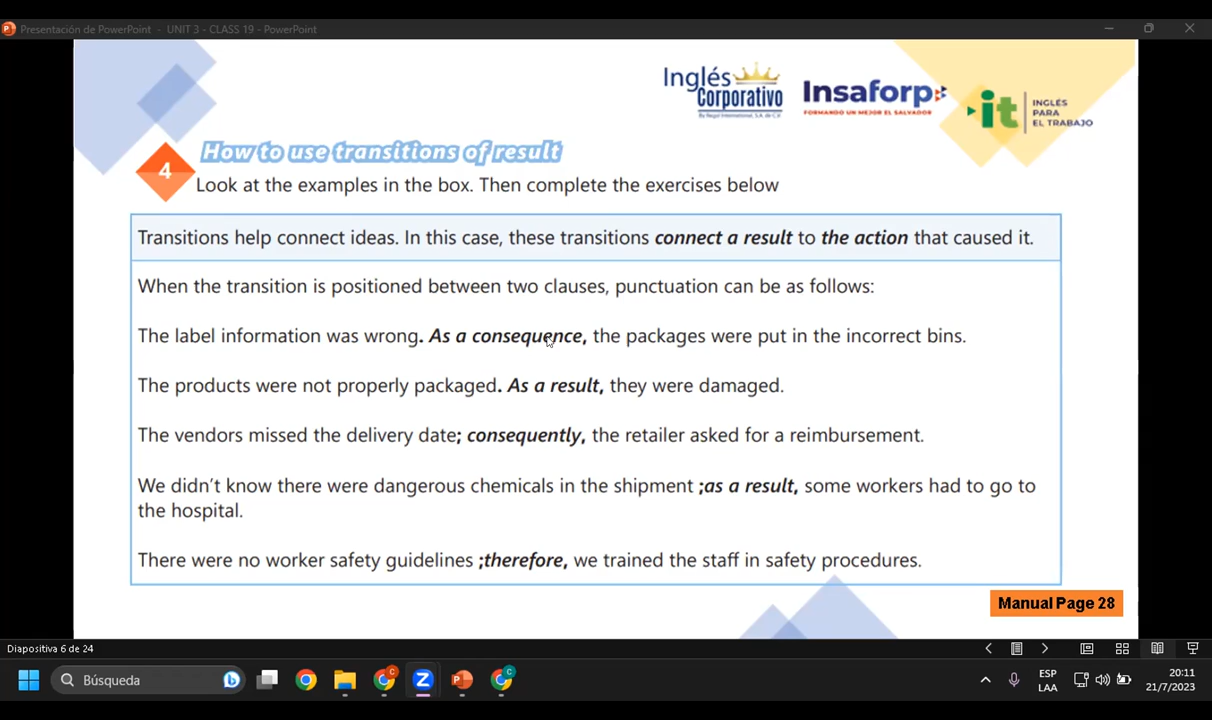 Presentación de PowerPoint - UNIT 3 - CLASS 19 - PowerPoint
Inglés
Corporativo
By Regal International, S.A. de C.V
Insaforp
FORMANDO UN MEJOR EL SALVADOR
it
INGLÉS
PARA
EL TRABAJO
4
How to use transitions of result
Look at the examples in the box. Then complete the exercises below
Transitions help connect ideas. In this case, these transitions connect a result to the action that caused it.
When the transition is positioned between two clauses, punctuation can be as follows:
The label information was wrong. As a consequence, the packages were put in the incorrect bins.
The products were not properly packaged. As a result, they were damaged.
The vendors missed the delivery date; consequently, the retailer asked for a reimbursement.
We didn't know there were dangerous chemicals in the shipment ;as a result, some workers had to go to
the hospital.
There were no worker safety guidelines ;therefore, we trained the staff in safety procedures.
Manual Page 28
Diapositiva 6 de 24
Búsqueda
ESP
LAA
20:11
21/7/2023